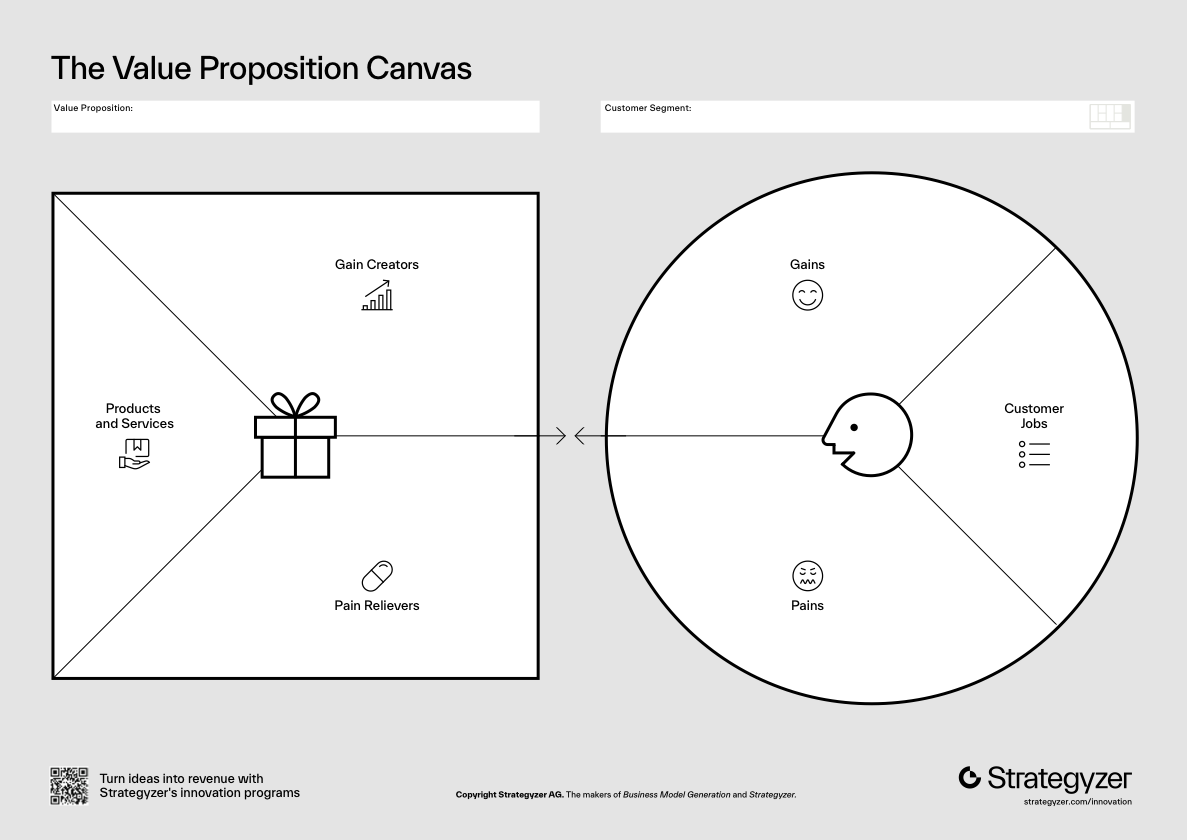 The Value Proposition Canvas
Value Proposition:
Customer Segment:
Gain Creators
Gains
Products
and Services
Customer
Jobs
Pain Relievers
Pains
Turn ideas into revenue with
Strategyzer's innovation programs
Copyright Strategyzer AG. The makers of Business Model Generation and Strategyzer.
Strategyzer
strategyzer.com/innovation